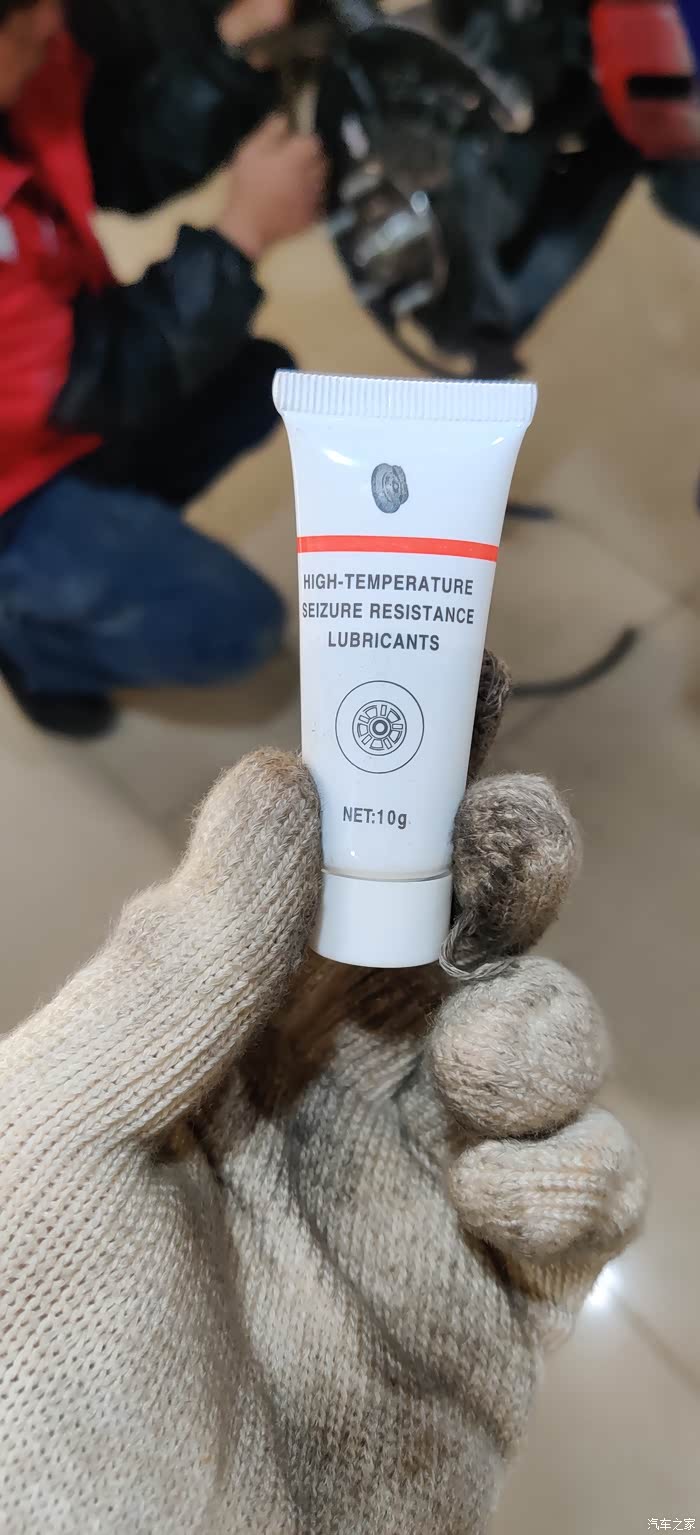 HIGH-TEMPERATURE
SEIZURE RESISTANCE
LUBRICANTS
NET:10g
汽车之家